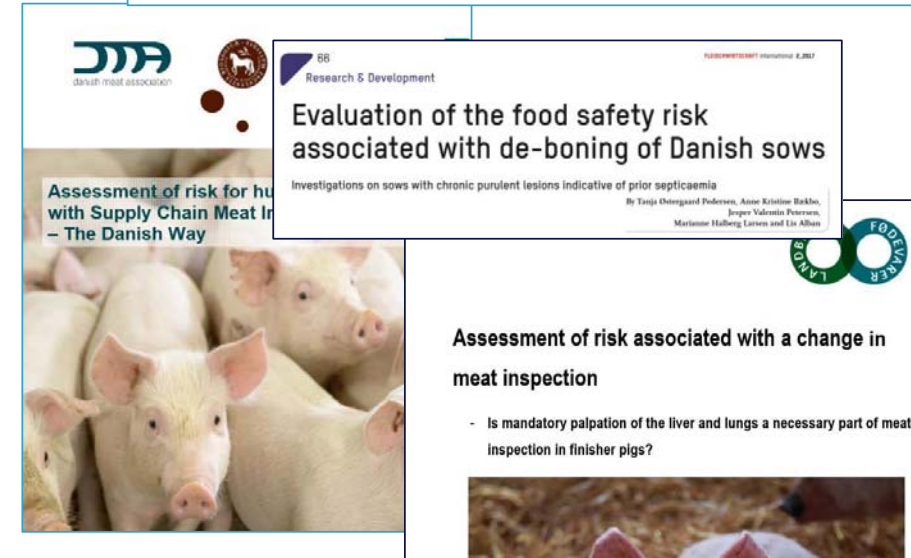 danish meat association
Assessment of risk for hu
with Supply Chain Meat In
– The Danish Way
66
Research & Development
FLEISCHWIRTSCHAFT international 2_2017
Evaluation of the food safety risk
associated with de-boning of Danish sows
Investigations on sows with chronic purulent lesions indicative of prior septicaemia
By Tanja Østergaard Pedersen, Anne Kristine Bækbo,
Jesper Valentin Petersen,
Marianne Halberg Larsen and Lis Alban
LANDB
FØDEVARER
Assessment of risk associated with a change in
meat inspection
- Is mandatory palpation of the liver and lungs a necessary part of meat
inspection in finisher pigs?